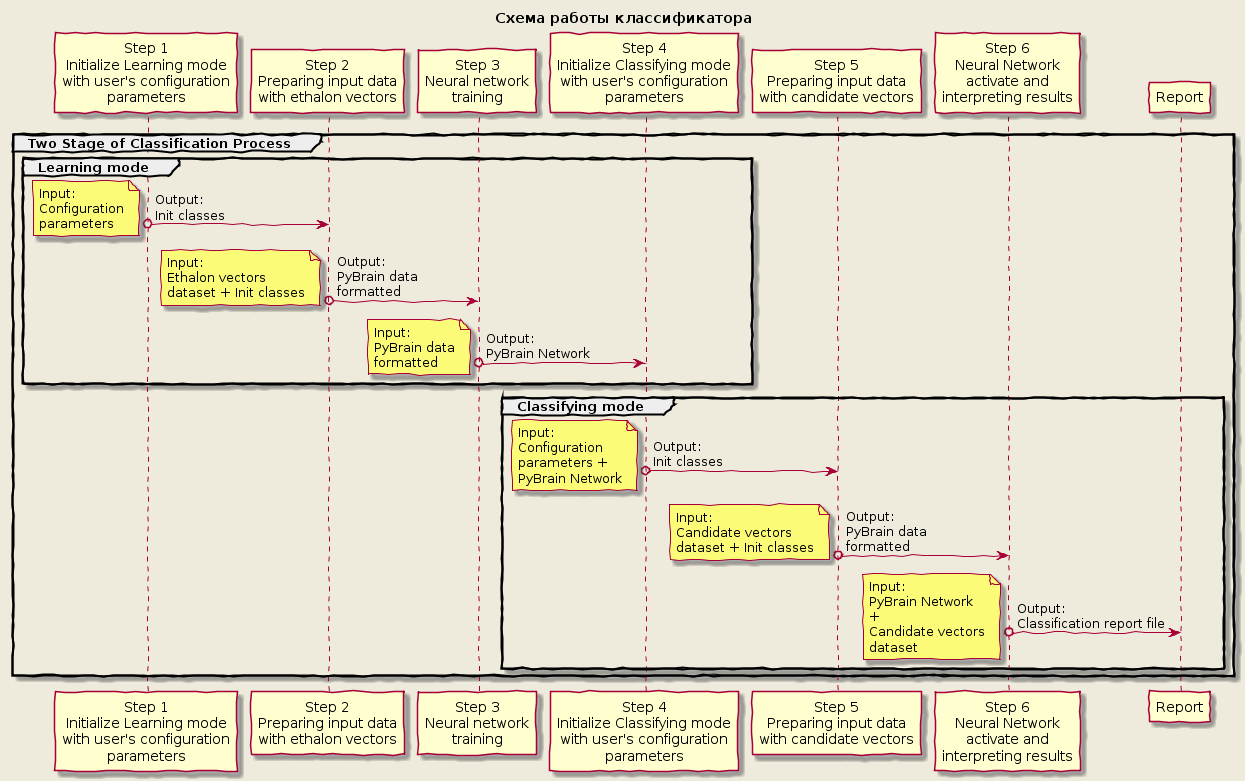 Схема работы классификатора
Step 1
Initialize Learning mode
with user's configuration
parameters
Step 2
Preparing input data
with ethalon vectors
Step 3
Neural network
training
Step 4
Initialize Classifying mode
with user's configuration
parameters
Step 5
Preparing input data
with candidate vectors
Step 6
Neural Network
activate and
interpreting results
Report
Two Stage of Classification Process
Learning mode
Input:
Configuration
parameters
Output:
Init classes
Input:
Ethalon vectors
dataset + Init classes
Output:
PyBrain data
formatted
Input:
PyBrain data
formatted
Output:
PyBrain Network
Classifying mode
Input:
Configuration
parameters +
PyBrain Network
Output:
Init classes
Input:
Candidate vectors
dataset + Init classes
Output:
PyBrain data
formatted
Input:
PyBrain Network
+
Candidate vectors
dataset
Output:
Classification report file
Step 1
Initialize Learning mode
with user's configuration
parameters
Step 2
Preparing input data
with ethalon vectors
Step 3
Neural network
training
Step 4
Initialize Classifying mode
with user's configuration
parameters
Step 5
Preparing input data
with candidate vectors
Step 6
Neural Network
activate and
interpreting results
Report